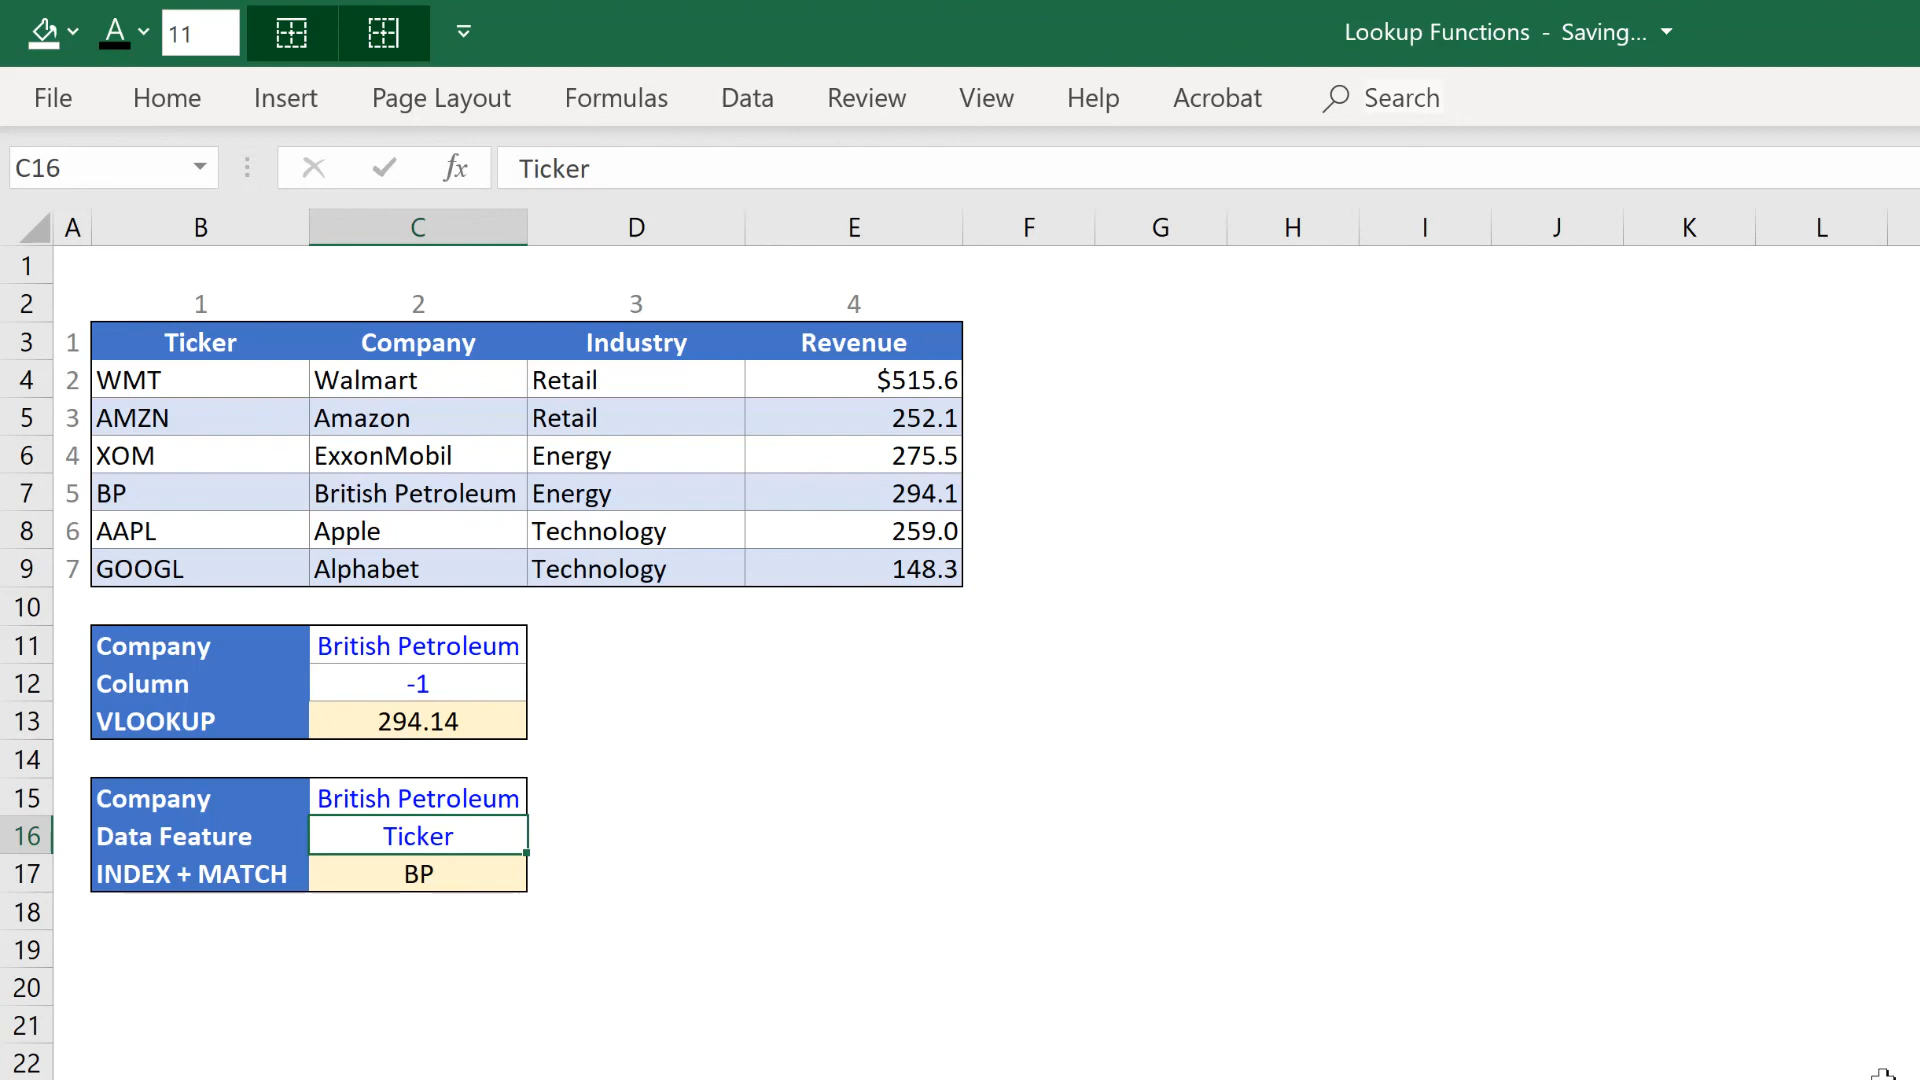 A 11 Lookup Functions - Saving...
File Home Insert Page Layout Formulas Data Review View Help Acrobat Search
C16 fx Ticker
A B C D E F G H I J K L
1
2 1 2 3 4
3 1 Ticker Company Industry Revenue
4 2 WMT Walmart Retail $515.6
5 3 AMZN Amazon Retail 252.1
6 4 XOM ExxonMobil Energy 275.5
7 5 BP British Petroleum Energy 294.1
8 6 AAPL Apple Technology 259.0
9 7 GOOGL Alphabet Technology 148.3
10
11 Company British Petroleum
12 Column -1
13 VLOOKUP 294.14
14
15 Company British Petroleum
16 Data Feature Ticker
17 INDEX + MATCH BP
18
19
20
21
22